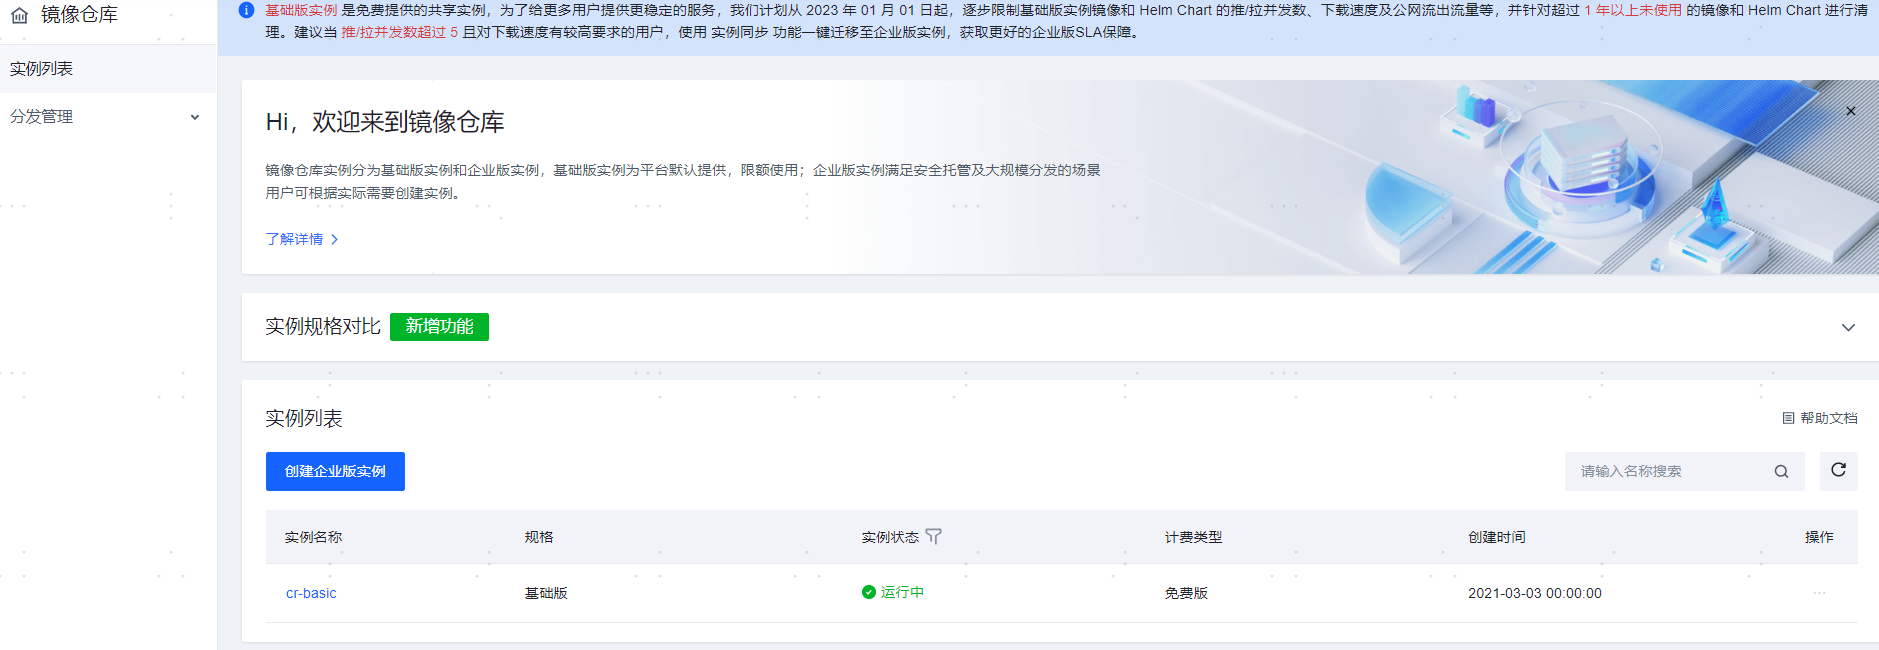 镜像仓库
基础版实例 是免费提供的共享实例，为了给更多用户提供更稳定的服务，我们计划从 2023 年 01 月 01 日起，逐步限制基础版实例镜像和 Helm Chart 的推/拉并发数、下载速度及公网流出流量等，并针对超过 1 年以上未使用 的镜像和 Helm Chart 进行清
理。建议当 推/拉并发数超过 5 且对下载速度有较高要求的用户，使用 实例同步 功能一键迁移至企业版实例，获取更好的企业版SLA保障。
实例列表
分发管理
Hi，欢迎来到镜像仓库
镜像仓库实例分为基础版实例和企业版实例，基础版实例为平台默认提供，限额使用；企业版实例满足安全托管及大规模分发的场景
用户可根据实际需要创建实例。
了解详情
实例规格对比 新增功能
实例列表
帮助文档
创建企业版实例
请输入名称搜索
实例名称 规格 实例状态 计费类型 创建时间 操作
cr-basic 基础版 运行中 免费版 2021-03-03 00:00:00 ···